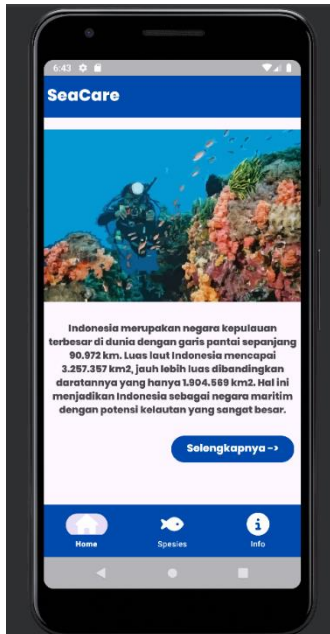 6:43
SeaCare
Indonesia merupakan negara kepulauan
terbesar di dunia dengan garis pantai sepanjang
90.972 km. Luas laut Indonesia mencapai
3.257.357 km2, jauh lebih luas dibandingkan
daratannya yang hanya 1.904.569 km2. Hal ini
menjadikan Indonesia sebagai negara maritim
dengan potensi kelautan yang sangat besar.
Selengkapnya ->
Home Spesies Info